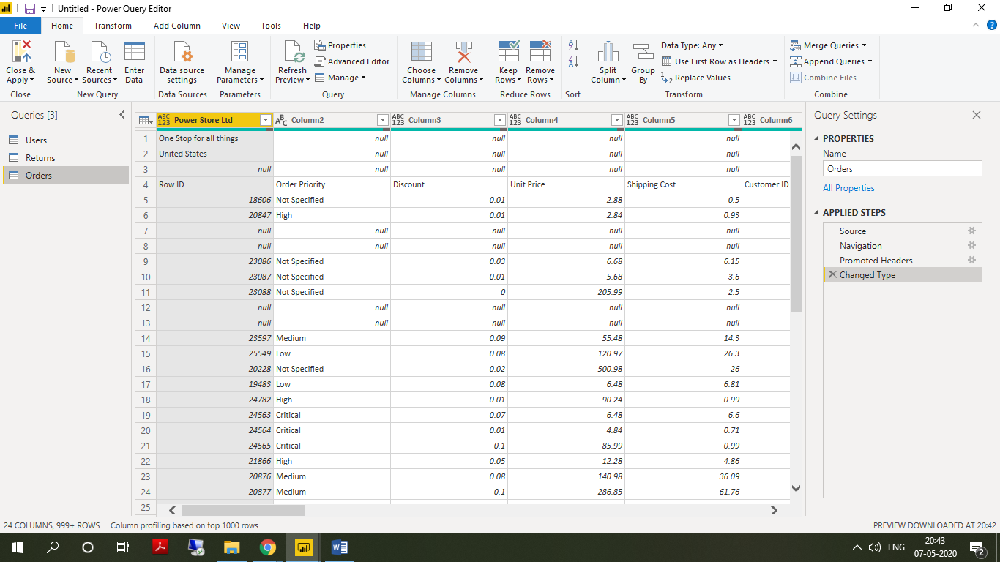 Untitled - Power Query Editor
File Home Transform Add Column View Tools Help
Close & Apply
Close
New Source
Recent Sources
Enter Data
New Query
Data source settings
Data Sources
Manage Parameters
Parameters
Refresh Preview
Properties
Advanced Editor
Manage
Query
Choose Columns
Remove Columns
Manage Columns
Keep Rows
Remove Rows
Reduce Rows
A Z
Z A
Sort
Split Column
Group By
Data Type: Any
Use First Row as Headers
1 2 Replace Values
Transform
Merge Queries
Append Queries
Combine Files
Combine
Queries [3]
Users
Returns
Orders
ABC 123 Power Store Ltd ABC Column2 ABC 123 Column3 ABC 123 Column4 ABC 123 Column5 ABC 123 Column6
1 One Stop for all things null null null null
2 United States null null null null
3 null null null null null
4 Row ID Order Priority Discount Unit Price Shipping Cost Customer ID
5 18606 Not Specified 0.01 2.88 0.5
6 20847 High 0.01 2.84 0.93
7 null null null null null
8 null null null null null
9 23086 Not Specified 0.03 6.68 6.15
10 23087 Not Specified 0.01 5.68 3.6
11 23088 Not Specified 0 205.99 2.5
12 null null null null null
13 null null null null null
14 23597 Medium 0.09 55.48 14.3
15 25549 Low 0.08 120.97 26.3
16 20228 Not Specified 0.02 500.98 26
17 19483 Low 0.08 6.48 6.81
18 24782 High 0.01 90.24 0.99
19 24563 Critical 0.07 6.48 6.6
20 24564 Critical 0.01 4.84 0.71
21 24565 Critical 0.1 85.99 0.99
22 21866 High 0.05 12.28 4.86
23 20876 Medium 0.08 140.98 36.09
24 20877 Medium 0.1 286.85 61.76
25
Query Settings
PROPERTIES
Name
Orders
All Properties
APPLIED STEPS
Source
Navigation
Promoted Headers
Changed Type
24 COLUMNS, 999+ ROWS Column profiling based on top 1000 rows PREVIEW DOWNLOADED AT 20:42
ENG 20:43
07-05-2020
2